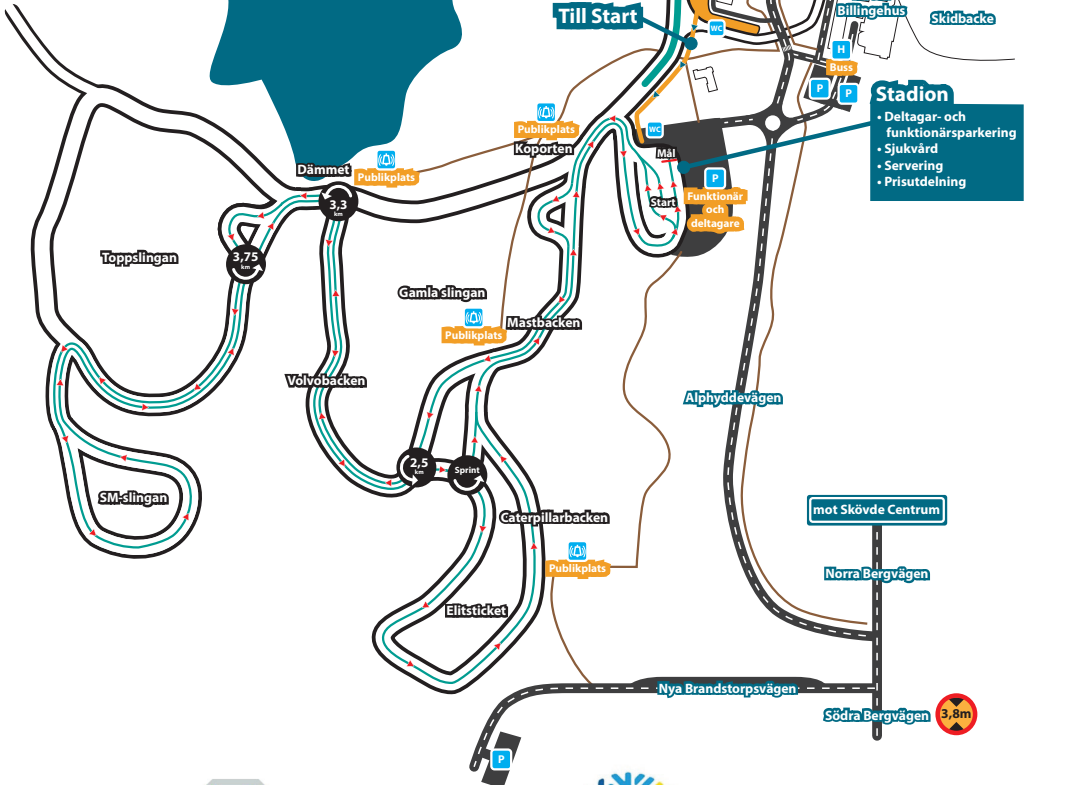 Billingehus
Skidbacke
Till Start
WC
H
Buss
P
P
Stadion
• Deltagar- och
funktionärsparkering
• Sjukvård
• Servering
• Prisutdelning
Publikplats
Koporten
WC
Mål
P
Funktionär
och
deltagare
Start
Dämmet
Publikplats
3,3
km
Toppslingan
3,75
km
Gamla slingan
Publikplats
Mastbacken
Volvobacken
Alphyddevägen
2,5
km
Sprint
SM-slingan
Caterpillarbacken
mot Skövde Centrum
Publikplats
Norra Bergvägen
Elitsticket
Nya Brandstorpsvägen
Södra Bergvägen
3,8m
P